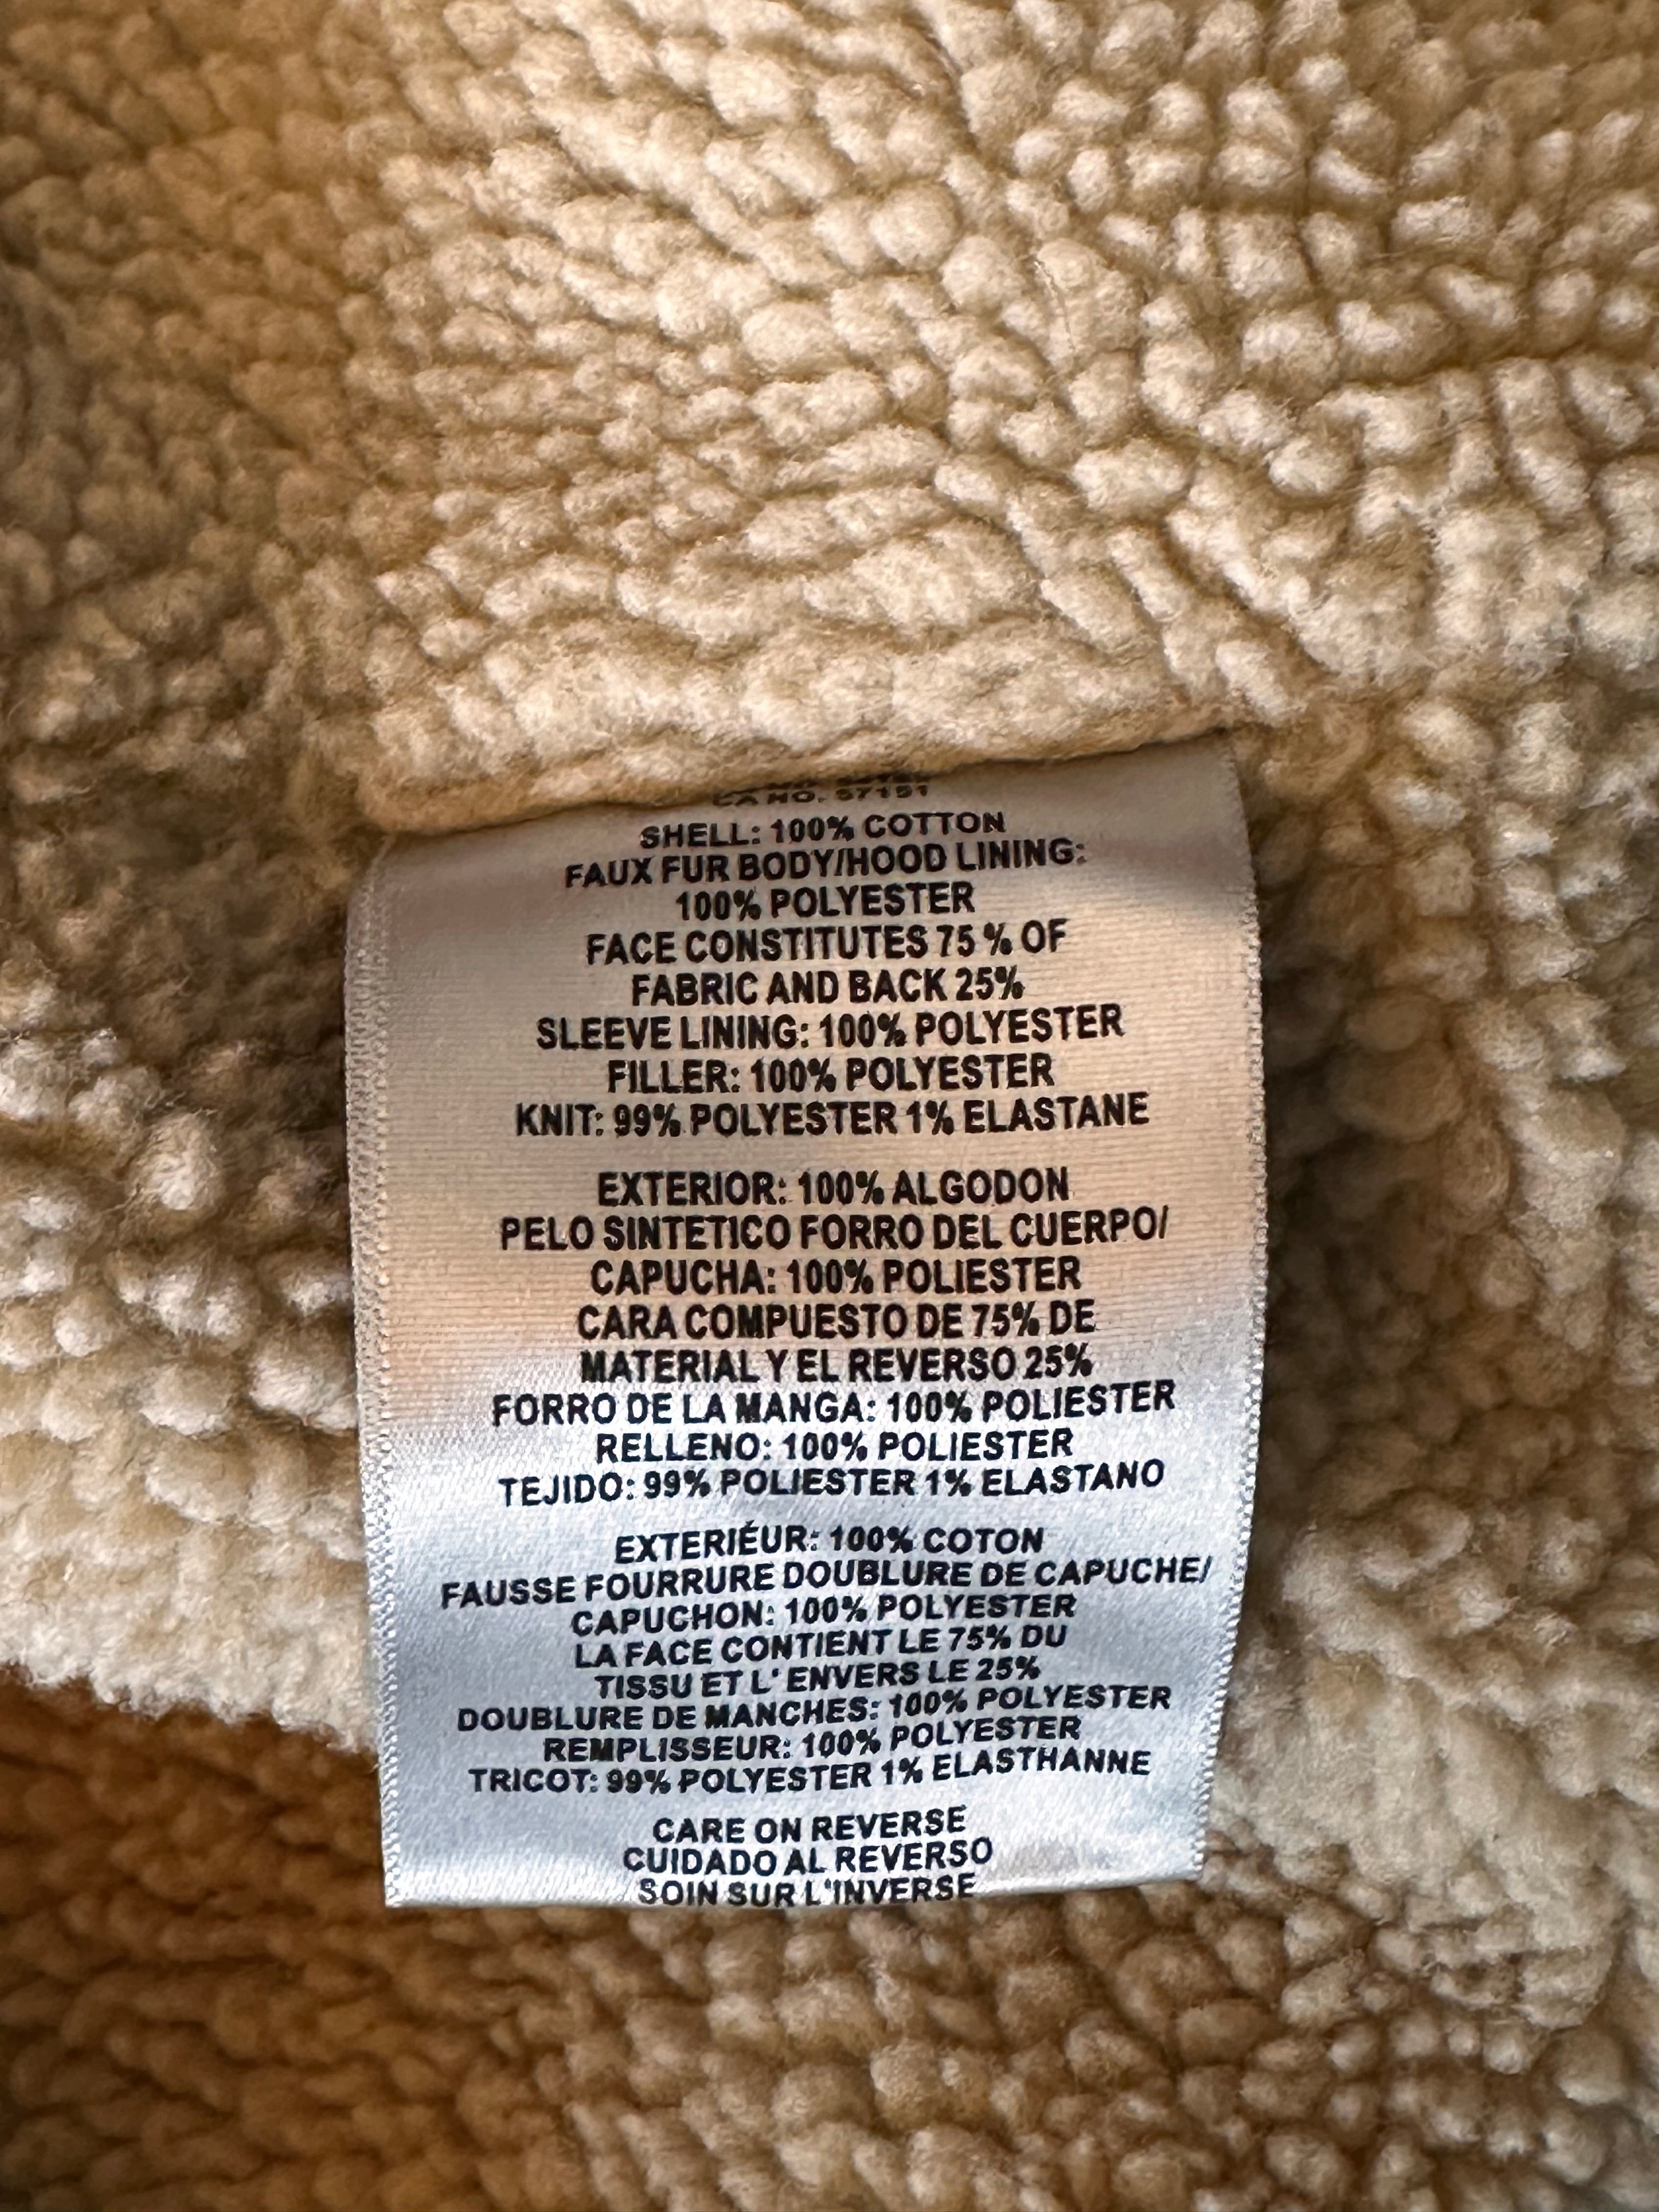 CA NO. 57151
SHELL: 100% COTTON
FAUX FUR BODY/HOOD LINING:
100% POLYESTER
FACE CONSTITUTES 75 % OF
FABRIC AND BACK 25%
SLEEVE LINING: 100% POLYESTER
FILLER: 100% POLYESTER
KNIT: 99% POLYESTER 1% ELASTANE
EXTERIOR: 100% ALGODON
PELO SINTETICO FORRO DEL CUERPO/
CAPUCHA: 100% POLIESTER
CARA COMPUESTO DE 75% DE
MATERIAL Y EL REVERSO 25%
FORRO DE LA MANGA: 100% POLIESTER
RELLENO: 100% POLIESTER
TEJIDO: 99% POLIESTER 1% ELASTANO
EXTERIÉUR: 100% COTON
FAUSSE FOURRURE DOUBLURE DE CAPUCHE/
CAPUCHON: 100% POLYESTER
LA FACE CONTIENT LE 75% DU
TISSU ET L' ENVERS LE 25%
DOUBLURE DE MANCHES: 100% POLYESTER
REMPLISSEUR: 100% POLYESTER
TRICOT: 99% POLYESTER 1% ELASTHANNE
CARE ON REVERSE
CUIDADO AL REVERSO
SOIN SUR L'INVERSE